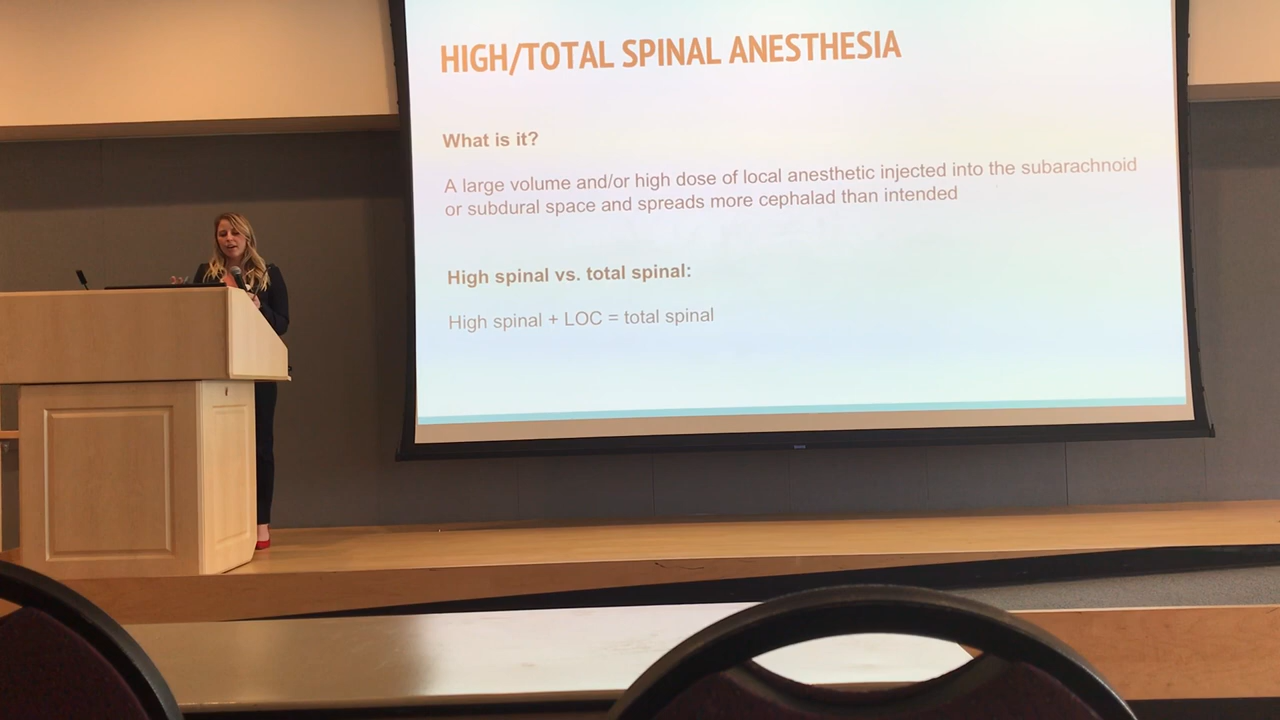 HIGH/TOTAL SPINAL ANESTHESIA
What is it?
A large volume and/or high dose of local anesthetic injected into the subarachnoid
or subdural space and spreads more cephalad than intended
High spinal vs. total spinal:
High spinal + LOC = total spinal